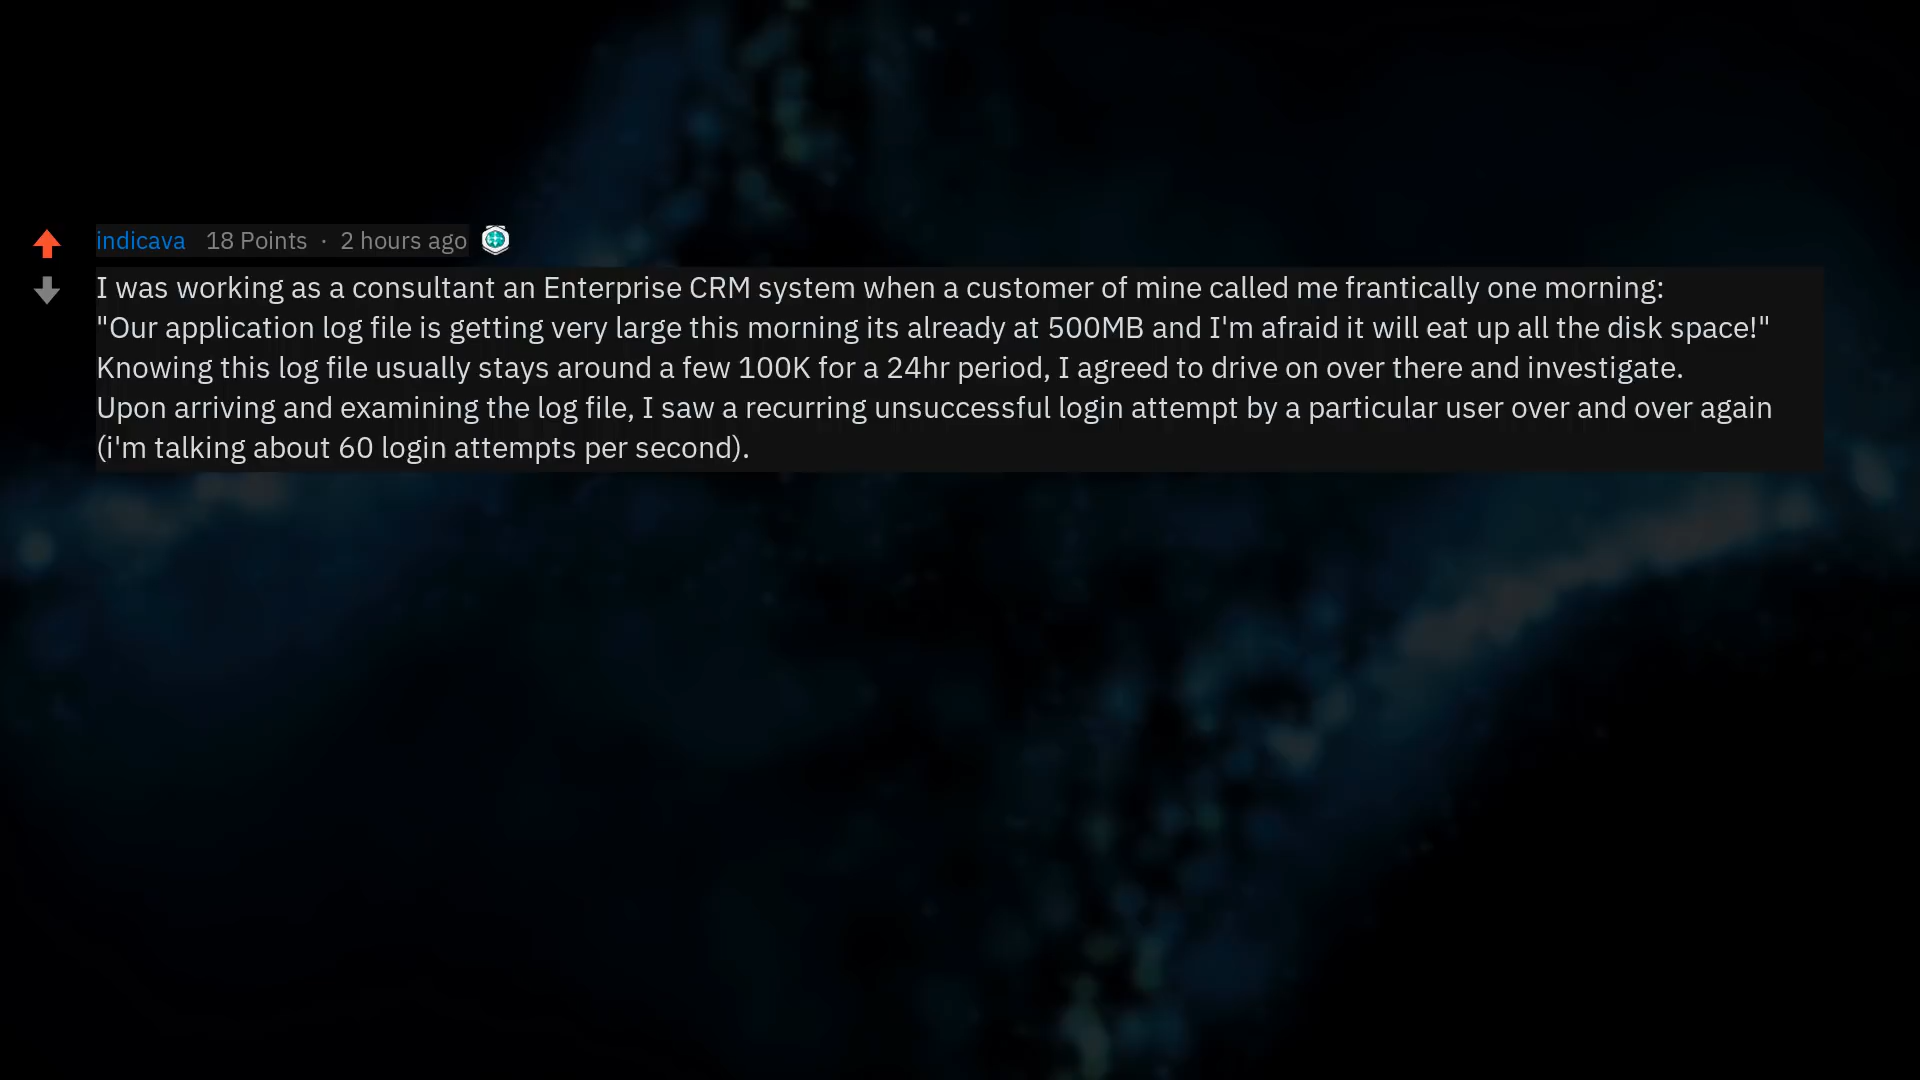 indicava 18 Points · 2 hours ago
I was working as a consultant an Enterprise CRM system when a customer of mine called me frantically one morning:
"Our application log file is getting very large this morning its already at 500MB and I'm afraid it will eat up all the disk space!"
Knowing this log file usually stays around a few 100K for a 24hr period, I agreed to drive on over there and investigate.
Upon arriving and examining the log file, I saw a recurring unsuccessful login attempt by a particular user over and over again
(i'm talking about 60 login attempts per second).